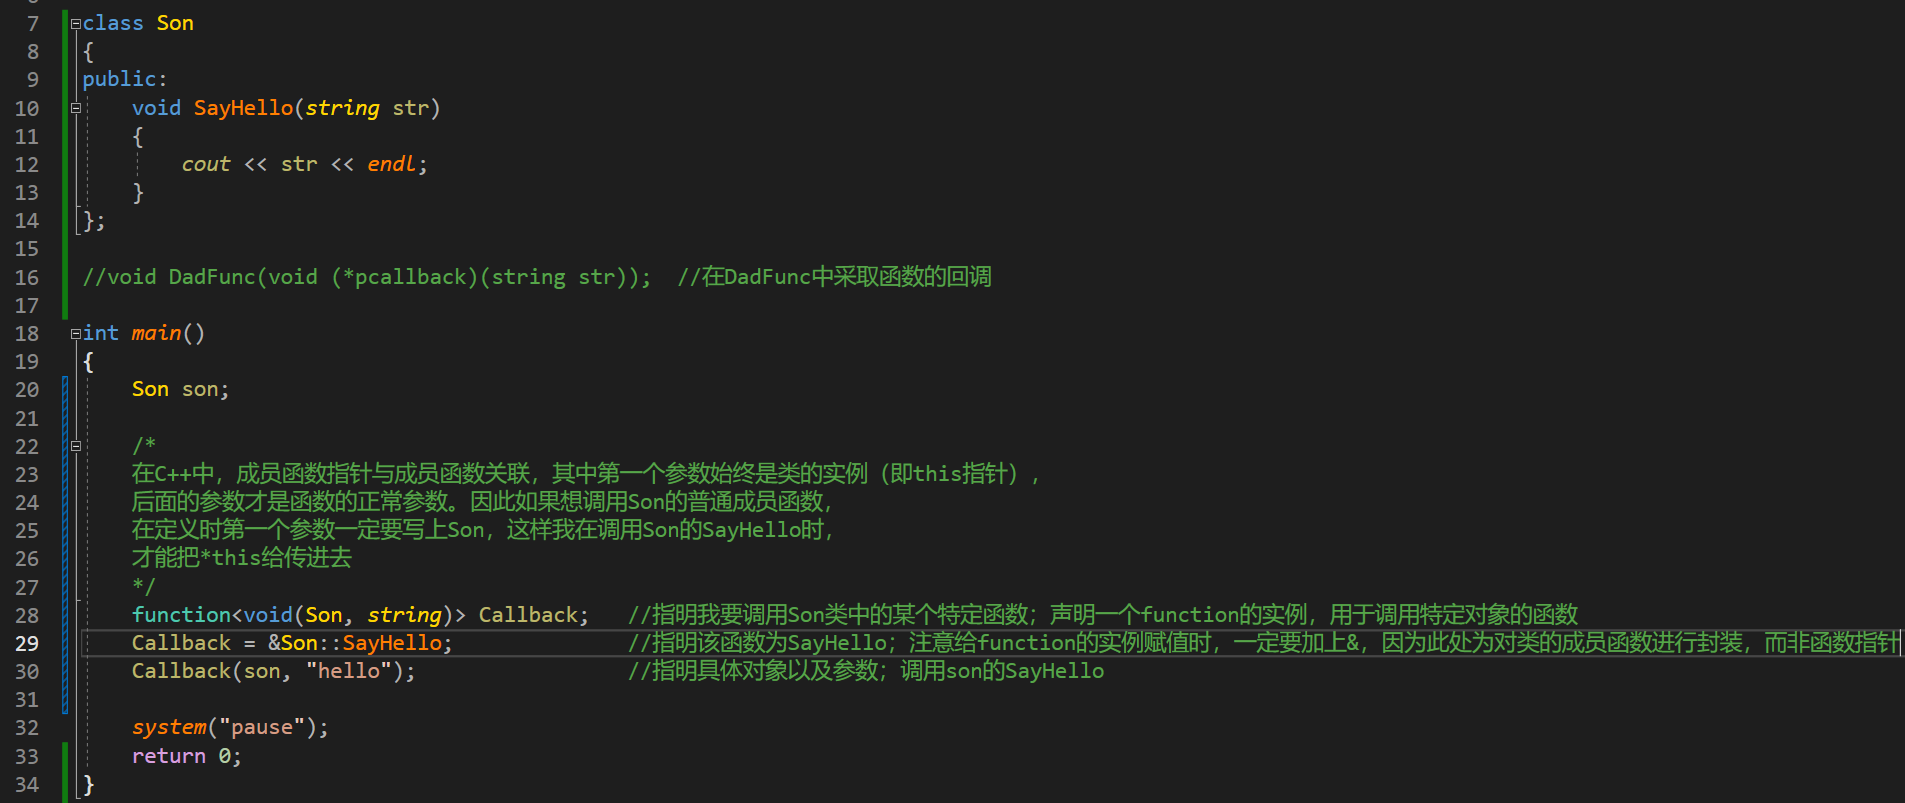 7 class Son
8 {
9 public:
10 void SayHello(string str)
11 {
12 cout << str << endl;
13 }
14 };
15
16 //void DadFunc(void (*pcallback)(string str)); //在DadFunc中采取函数的回调
17
18 int main()
19 {
20 Son son;
21
22 /*
23 在C++中，成员函数指针与成员函数关联，其中第一个参数始终是类的实例（即this指针），
24 后面的参数才是函数的正常参数。因此如果想调用Son的普通成员函数，
25 在定义时第一个参数一定要写上Son，这样我在调用Son的SayHello时，
26 才能把*this给传进去
27 */
28 function<void(Son, string)> Callback; //指明我要调用Son类中的某个特定函数；声明一个function的实例，用于调用特定对象的函数
29 Callback = &Son::SayHello; //指明该函数为SayHello；注意给function的实例赋值时，一定要加上&，因为此处为对类的成员函数进行封装，而非函数指针
30 Callback(son, "hello"); //指明具体对象以及参数；调用son的SayHello
31
32 system("pause");
33 return 0;
34 }